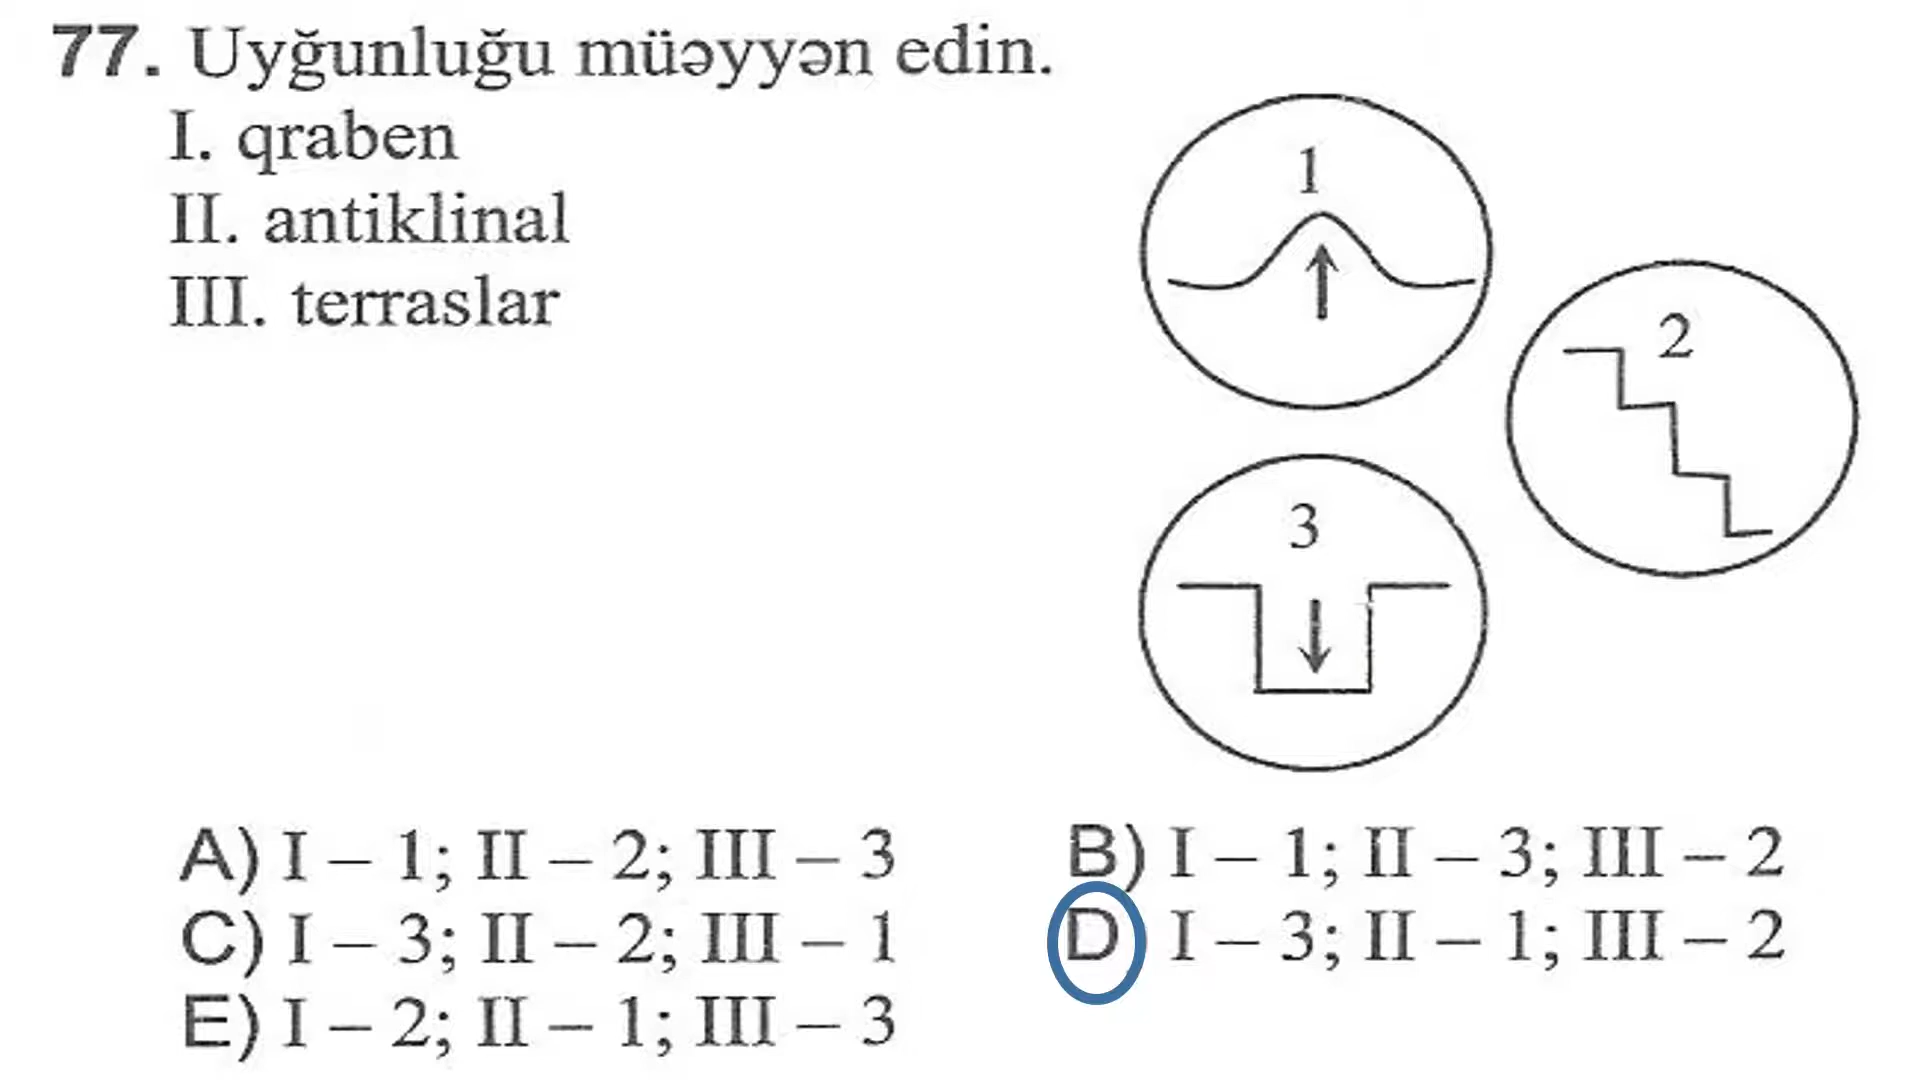 77. Uyğunluğu müəyyən edin.
I. qraben
II. antiklinal
III. terraslar
1
2
3
A) I – 1; II – 2; III – 3
B) I – 1; II – 3; III – 2
C) I – 3; II – 2; III – 1
D) I – 3; II – 1; III – 2
E) I – 2; II – 1; III – 3